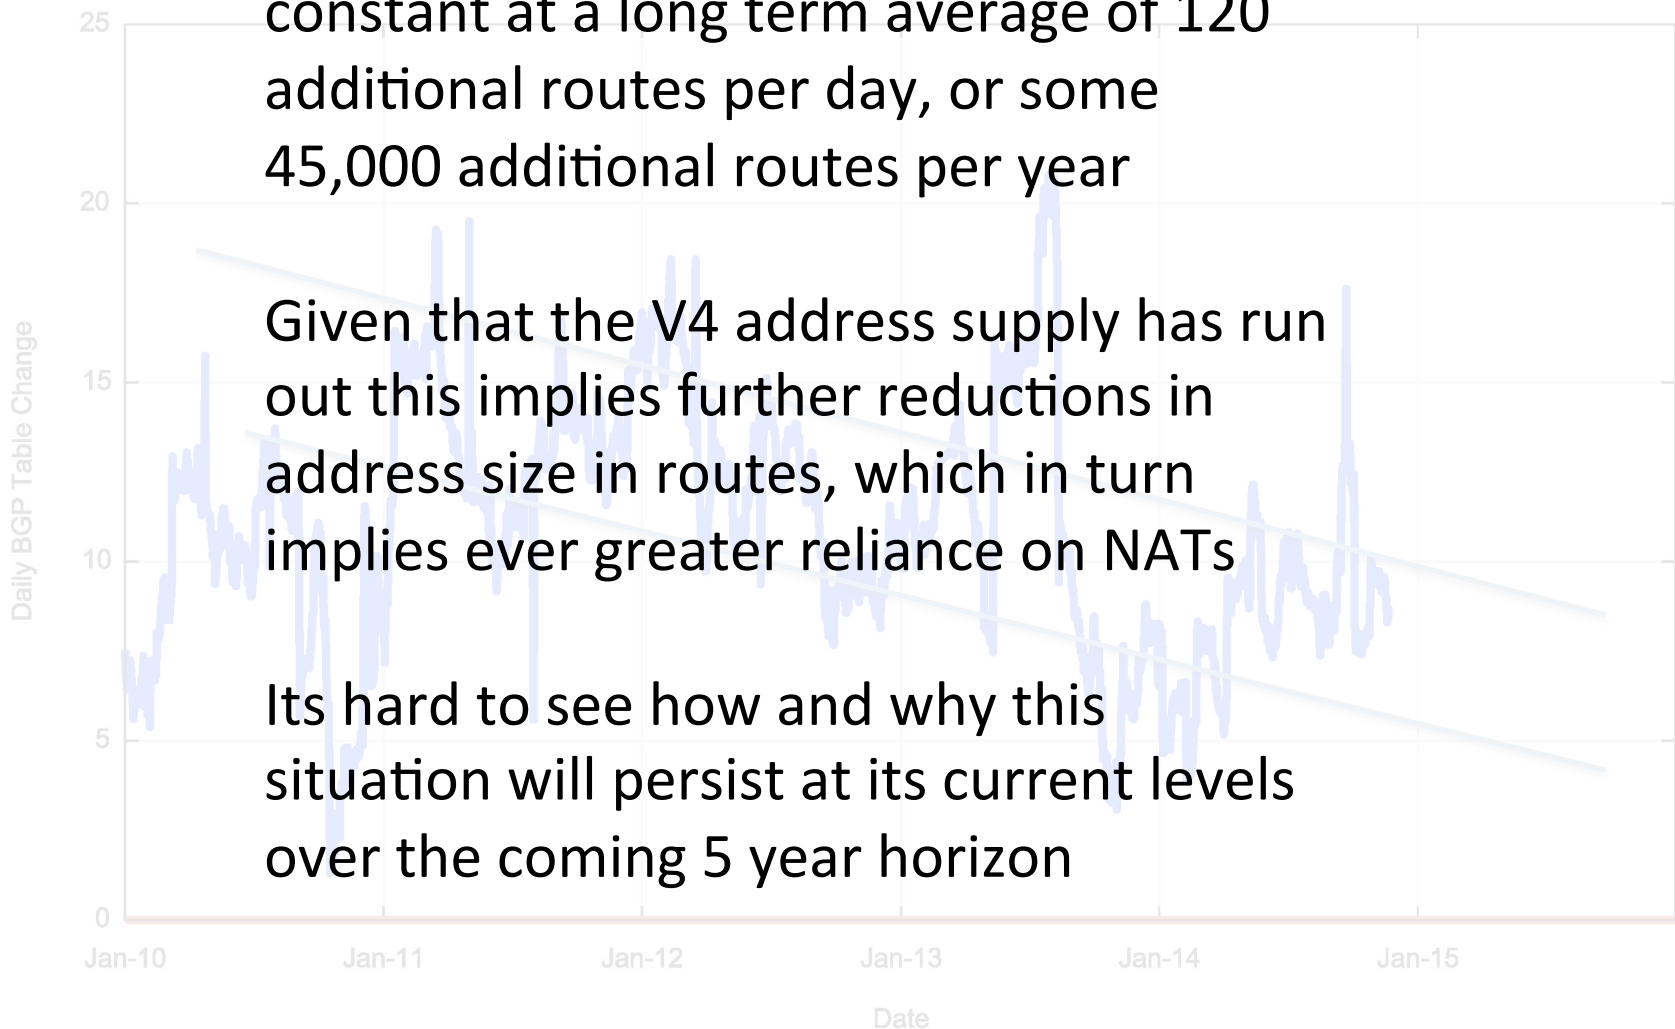 constant at a long term average of 120
additional routes per day, or some
45,000 additional routes per year
Given that the V4 address supply has run
out this implies further reductions in
address size in routes, which in turn
implies ever greater reliance on NATs
Its hard to see how and why this
situation will persist at its current levels
over the coming 5 year horizon
Daily BGP Table Change
25
20
15
10
5
0
Jan-10
Jan-11
Jan-12
Jan-13
Jan-14
Jan-15
Date